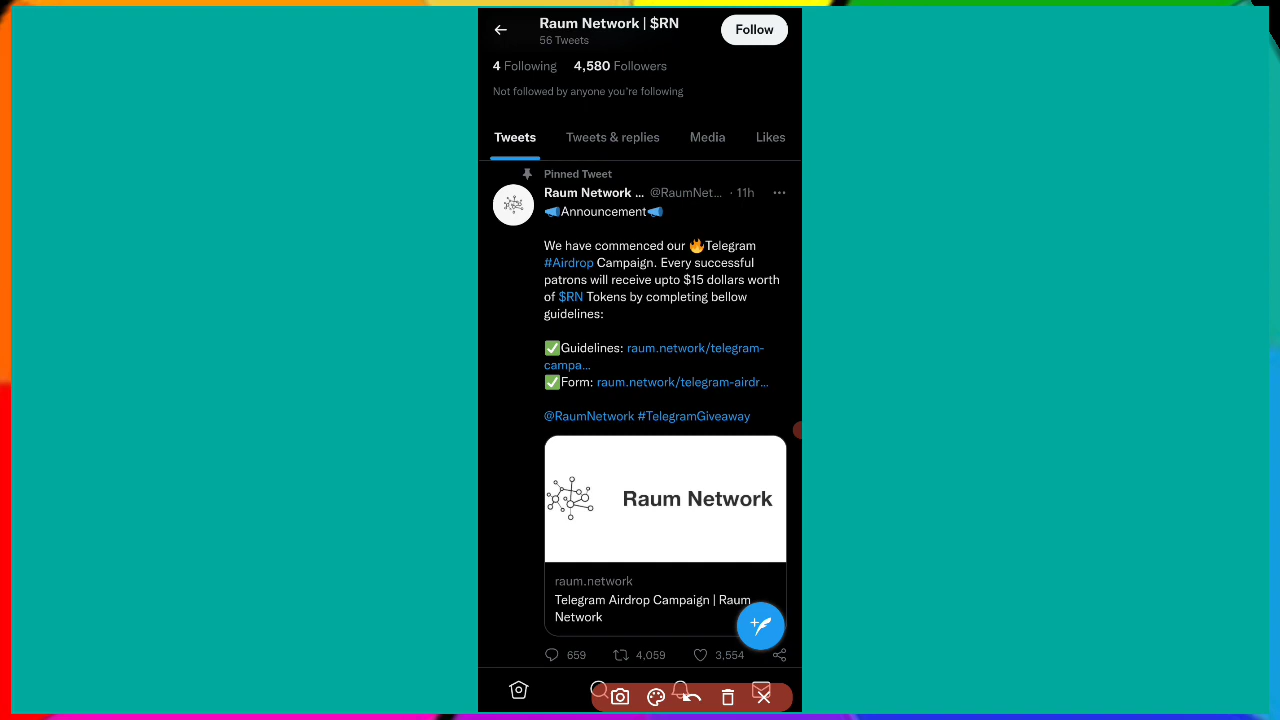 Raum Network | $RN
56 Tweets
Follow
4 Following 4,580 Followers
Not followed by anyone you're following
Tweets Tweets & replies Media Likes
Pinned Tweet
Raum Network ... @RaumNet... · 11h
📣Announcement📣
We have commenced our 🔥Telegram
#Airdrop Campaign. Every successful
patrons will receive upto $15 dollars worth
of $RN Tokens by completing bellow
guidelines:
✅Guidelines: raum.network/telegram-
campa...
✅Form: raum.network/telegram-airdr...
@RaumNetwork #TelegramGiveaway
Raum Network
raum.network
Telegram Airdrop Campaign | Raum
Network
659 4,059 3,554